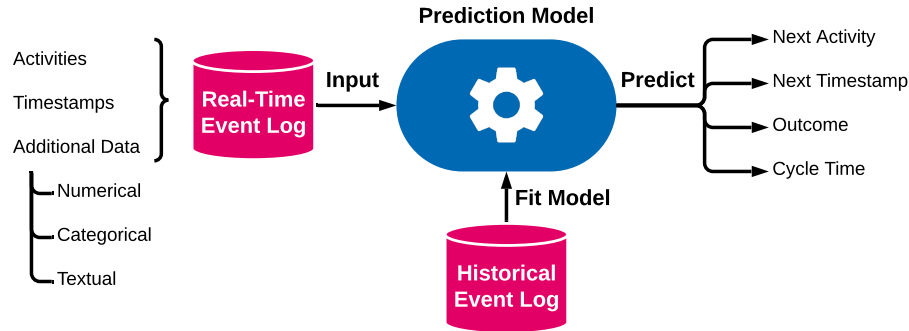 Prediction Model
Activities
Timestamps
Additional Data
Numerical
Categorical
Textual
Real-Time
Event Log
Input
Predict
Next Activity
Next Timestamp
Outcome
Cycle Time
Fit Model
Historical
Event Log